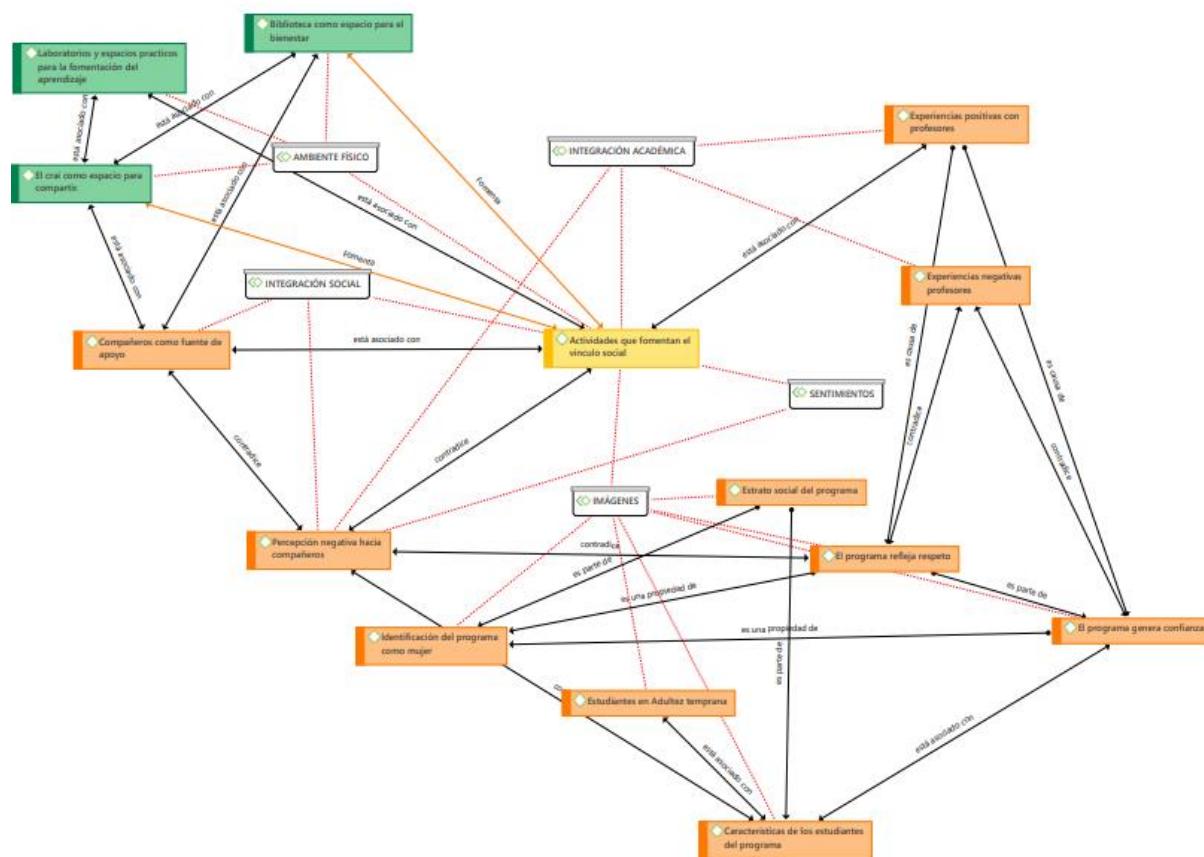 Biblioteca como espacio para el
bienestar
Laboratorios y espacios practicos
para la fomentación del
aprendizaje
está asociado con
está asociado con
Experiencias positivas con
profesores
AMBIENTE FÍSICO
INTEGRACIÓN ACADÉMICA
El crai como espacio para
compartir
está asociado con
Fomenta
está asociado con
está asociado con
está asociado con
Fomenta
Experiencias negativas
profesores
INTEGRACIÓN SOCIAL
Compañeros como fuente de
apoyo
está asociado con
Actividades que fomentan el
vinculo social
es causa de
es causa de
SENTIMIENTOS
contradice
contradice
contradice
contradice
IMÁGENES
Estrato social del programa
Percepción negativa hacia
compañeros
contradice
El programa refleja respeto
es parte de
es una propiedad de
es parte de
Identificación del programa
como mujer
es una propiedad de
El programa genera confianza
es parte de
Estudiantes en Adultez temprana
está asociado con
está asociado con
Características de los estudiantes
del programa